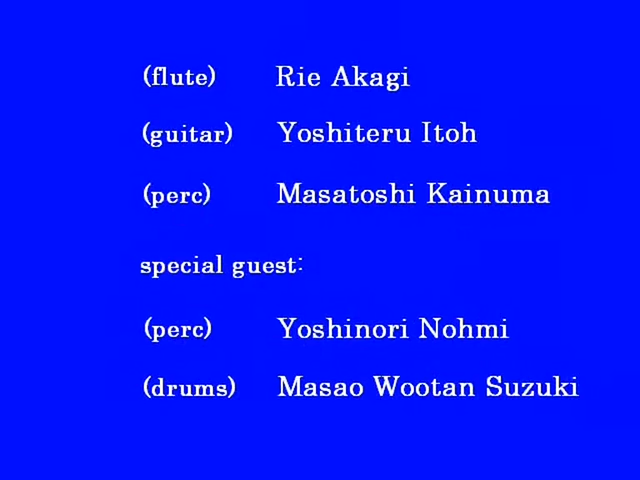 (flute) Rie Akagi
(guitar) Yoshiteru Itoh
(perc) Masatoshi Kainuma
special guest:
(perc) Yoshinori Nohmi
(drums) Masao Wootan Suzuki